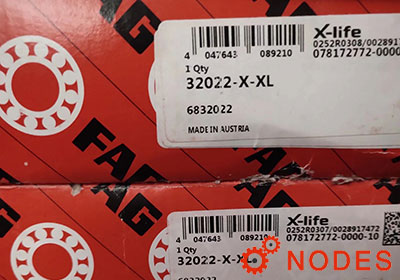 FAG
4 047643 089210
1 Qty
32022-X-XL
6832022
MADE IN AUSTRIA
X-life
0252R0308/0028917
078172772-0000-
FAG
4 047643 089210
1 Qty
32022-X-XL
6832022
X-life
0252R0307/0028917472
078172772-0000-10
NODES